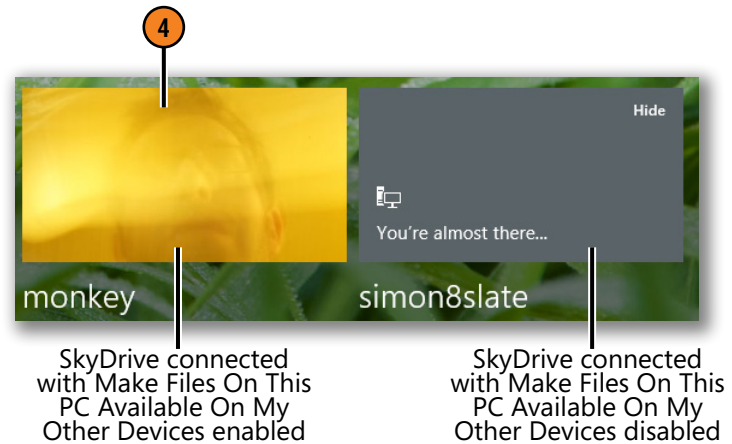 4
Hide
You're almost there...
monkey
simon8slate
SkyDrive connected
with Make Files On This
PC Available On My
Other Devices enabled
SkyDrive connected
with Make Files On This
PC Available On My
Other Devices disabled